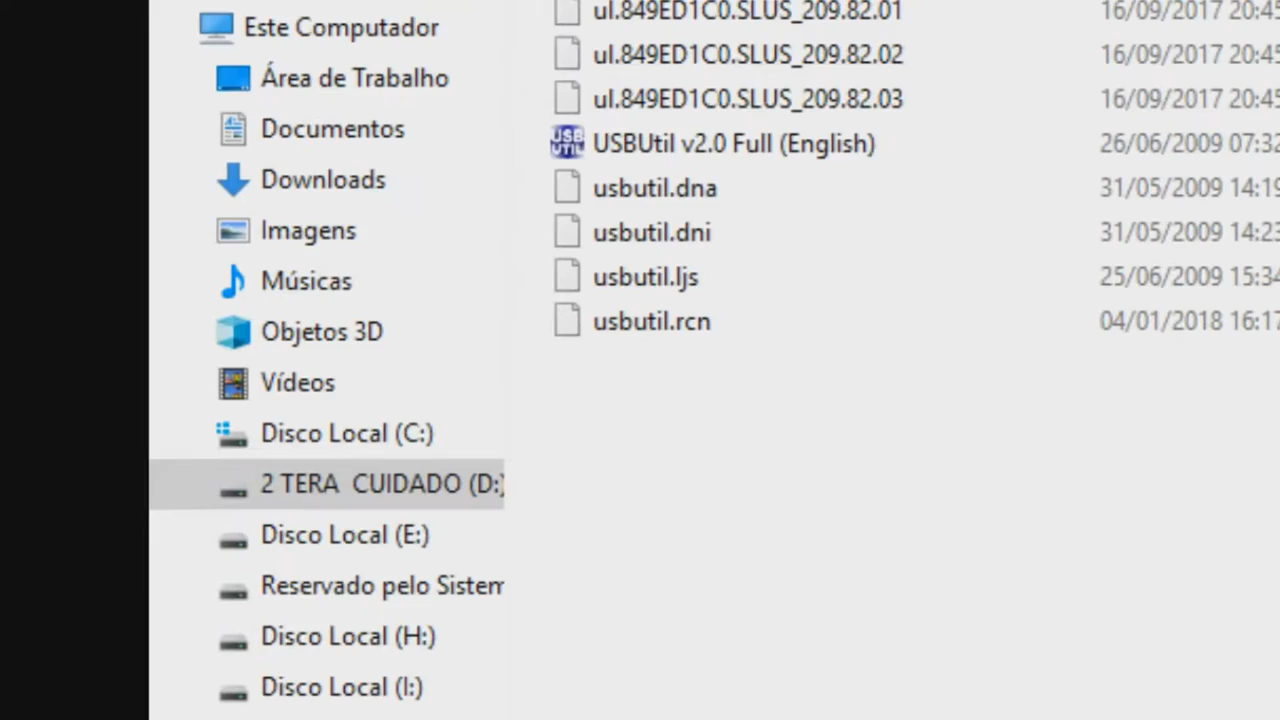 Este Computador
Área de Trabalho
Documentos
Downloads
Imagens
Músicas
Objetos 3D
Vídeos
Disco Local (C:)
2 TERA  CUIDADO (D:)
Disco Local (E:)
Reservado pelo Sistem
Disco Local (H:)
Disco Local (I:)
ul.849ED1C0.SLUS_209.82.01 16/09/2017 20:45
ul.849ED1C0.SLUS_209.82.02 16/09/2017 20:45
ul.849ED1C0.SLUS_209.82.03 16/09/2017 20:45
USB UTIL USBUtil v2.0 Full (English) 26/06/2009 07:32
usbutil.dna 31/05/2009 14:19
usbutil.dni 31/05/2009 14:23
usbutil.ljs 25/06/2009 15:34
usbutil.rcn 04/01/2018 16:17